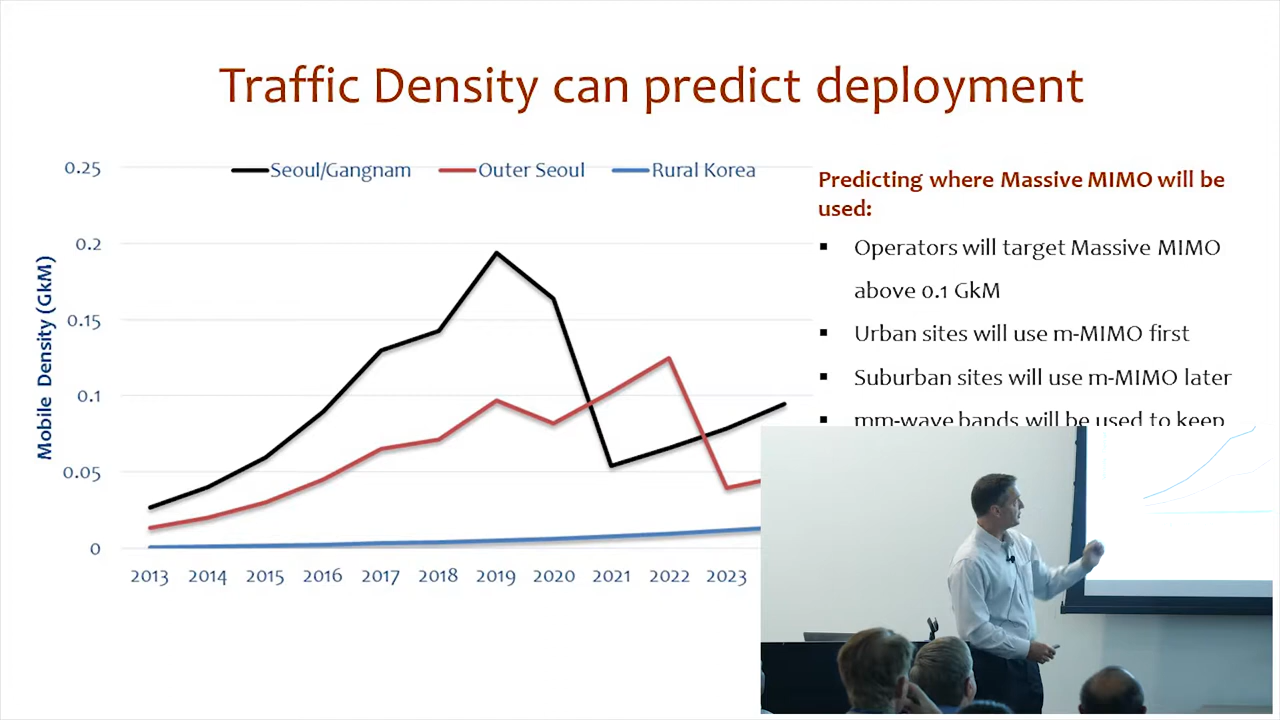 Traffic Density can predict deployment
0.25
0.2
0.15
0.1
0.05
0
Mobile Density (GkM)
Seoul/Gangnam
Outer Seoul
Rural Korea
2013 2014 2015 2016 2017 2018 2019 2020 2021 2022 2023
Predicting where Massive MIMO will be
used:
▪ Operators will target Massive MIMO
above 0.1 GkM
▪ Urban sites will use m-MIMO first
▪ Suburban sites will use m-MIMO later
▪ mm-wave bands will be used to keep